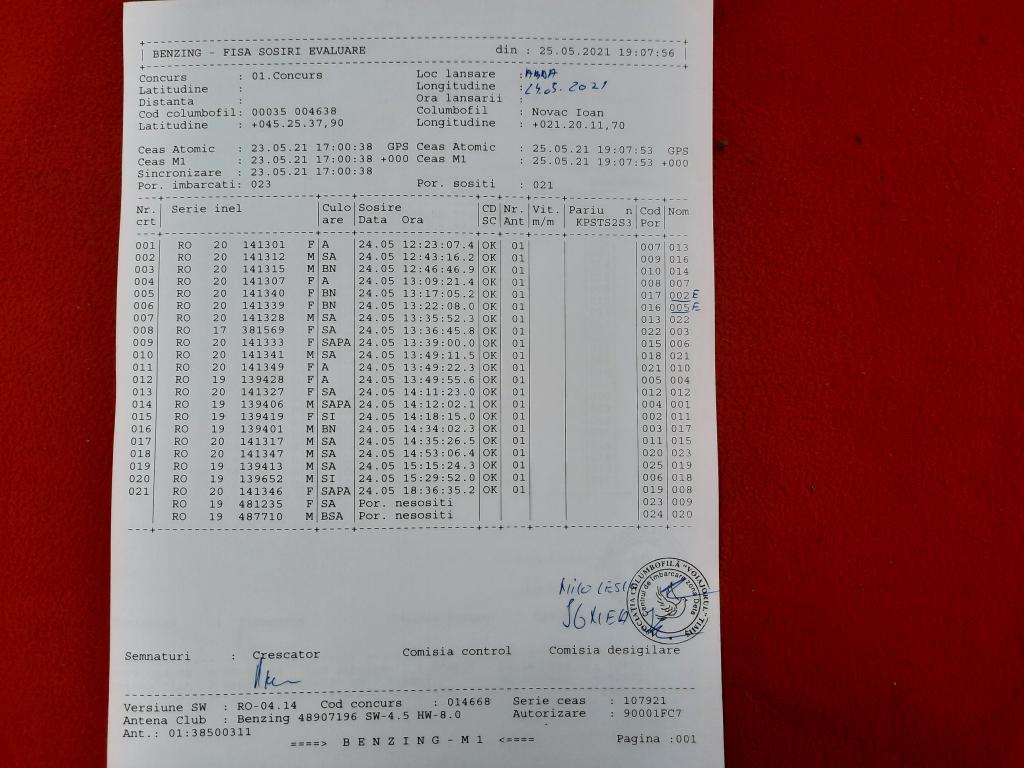 BENZING - FISA SOSIRI EVALUARE din : 25.05.2021 19:07:56
Concurs : 01.Concurs Loc lansare :
Latitudine : Longitudine : 24.05.2021
Distanta : Ora lansarii :
Cod columbofil: 00035 004638 Columbofil : Novac Ioan
Latitudine : +045.25.37,90 Longitudine : +021.20.11,70
Ceas Atomic : 23.05.21 17:00:38 GPS Ceas Atomic : 25.05.21 19:07:53 GPS
Ceas M1 : 23.05.21 17:00:38 +000 Ceas M1 : 25.05.21 19:07:53 +000
Sincronizare : 23.05.21 17:00:38
Por. imbarcati: 023 Por. sositi : 021
Nr. Serie inel Culo Sosire CD Nr. Vit. Pariu n Cod Nom
crt are Data Ora SC Ant m/m KPSTS2S3 Por
001 RO 20 141301 F A 24.05 12:23:07.4 OK 01 007 013
002 RO 20 141312 M SA 24.05 12:43:16.2 OK 01 009 016
003 RO 20 141315 M BN 24.05 12:46:46.9 OK 01 010 014
004 RO 20 141307 F A 24.05 13:09:21.4 OK 01 008 007
005 RO 20 141340 F BN 24.05 13:17:05.2 OK 01 017 002 E
006 RO 20 141339 F BN 24.05 13:22:08.0 OK 01 016 005 E
007 RO 20 141328 M SA 24.05 13:35:52.3 OK 01 013 022
008 RO 17 381569 F SA 24.05 13:36:45.8 OK 01 022 003
009 RO 20 141333 F SAPA 24.05 13:39:00.0 OK 01 015 006
010 RO 20 141341 M SA 24.05 13:49:11.5 OK 01 018 021
011 RO 20 141349 F A 24.05 13:49:22.3 OK 01 021 010
012 RO 19 139428 F A 24.05 13:49:55.6 OK 01 005 004
013 RO 20 141327 F SA 24.05 14:11:23.0 OK 01 012 012
014 RO 19 139406 M SAPA 24.05 14:12:02.1 OK 01 004 001
015 RO 19 139419 F SI 24.05 14:18:15.0 OK 01 002 011
016 RO 19 139401 M BN 24.05 14:34:02.3 OK 01 003 017
017 RO 20 141317 M SA 24.05 14:35:26.5 OK 01 011 015
018 RO 20 141347 M SA 24.05 14:53:06.4 OK 01 020 023
019 RO 19 139413 M SA 24.05 15:15:24.3 OK 01 025 019
020 RO 19 139652 M SI 24.05 15:29:52.0 OK 01 006 018
021 RO 20 141346 F SAPA 24.05 18:36:35.2 OK 01 019 008
RO 19 481235 F SA Por. nesositi 023 009
RO 19 487710 M BSA Por. nesositi 024 020
Semnaturi : Crescator Comisia control Comisia desigilare
Versiune SW : RO-04.14 Cod concurs : 014668 Serie ceas : 107921
Antena Club : Benzing 48907196 SW-4.5 HW-8.0 Autorizare : 90001FC7
Ant.: 01:38500311
====> B E N Z I N G - M 1 <==== Pagina :001